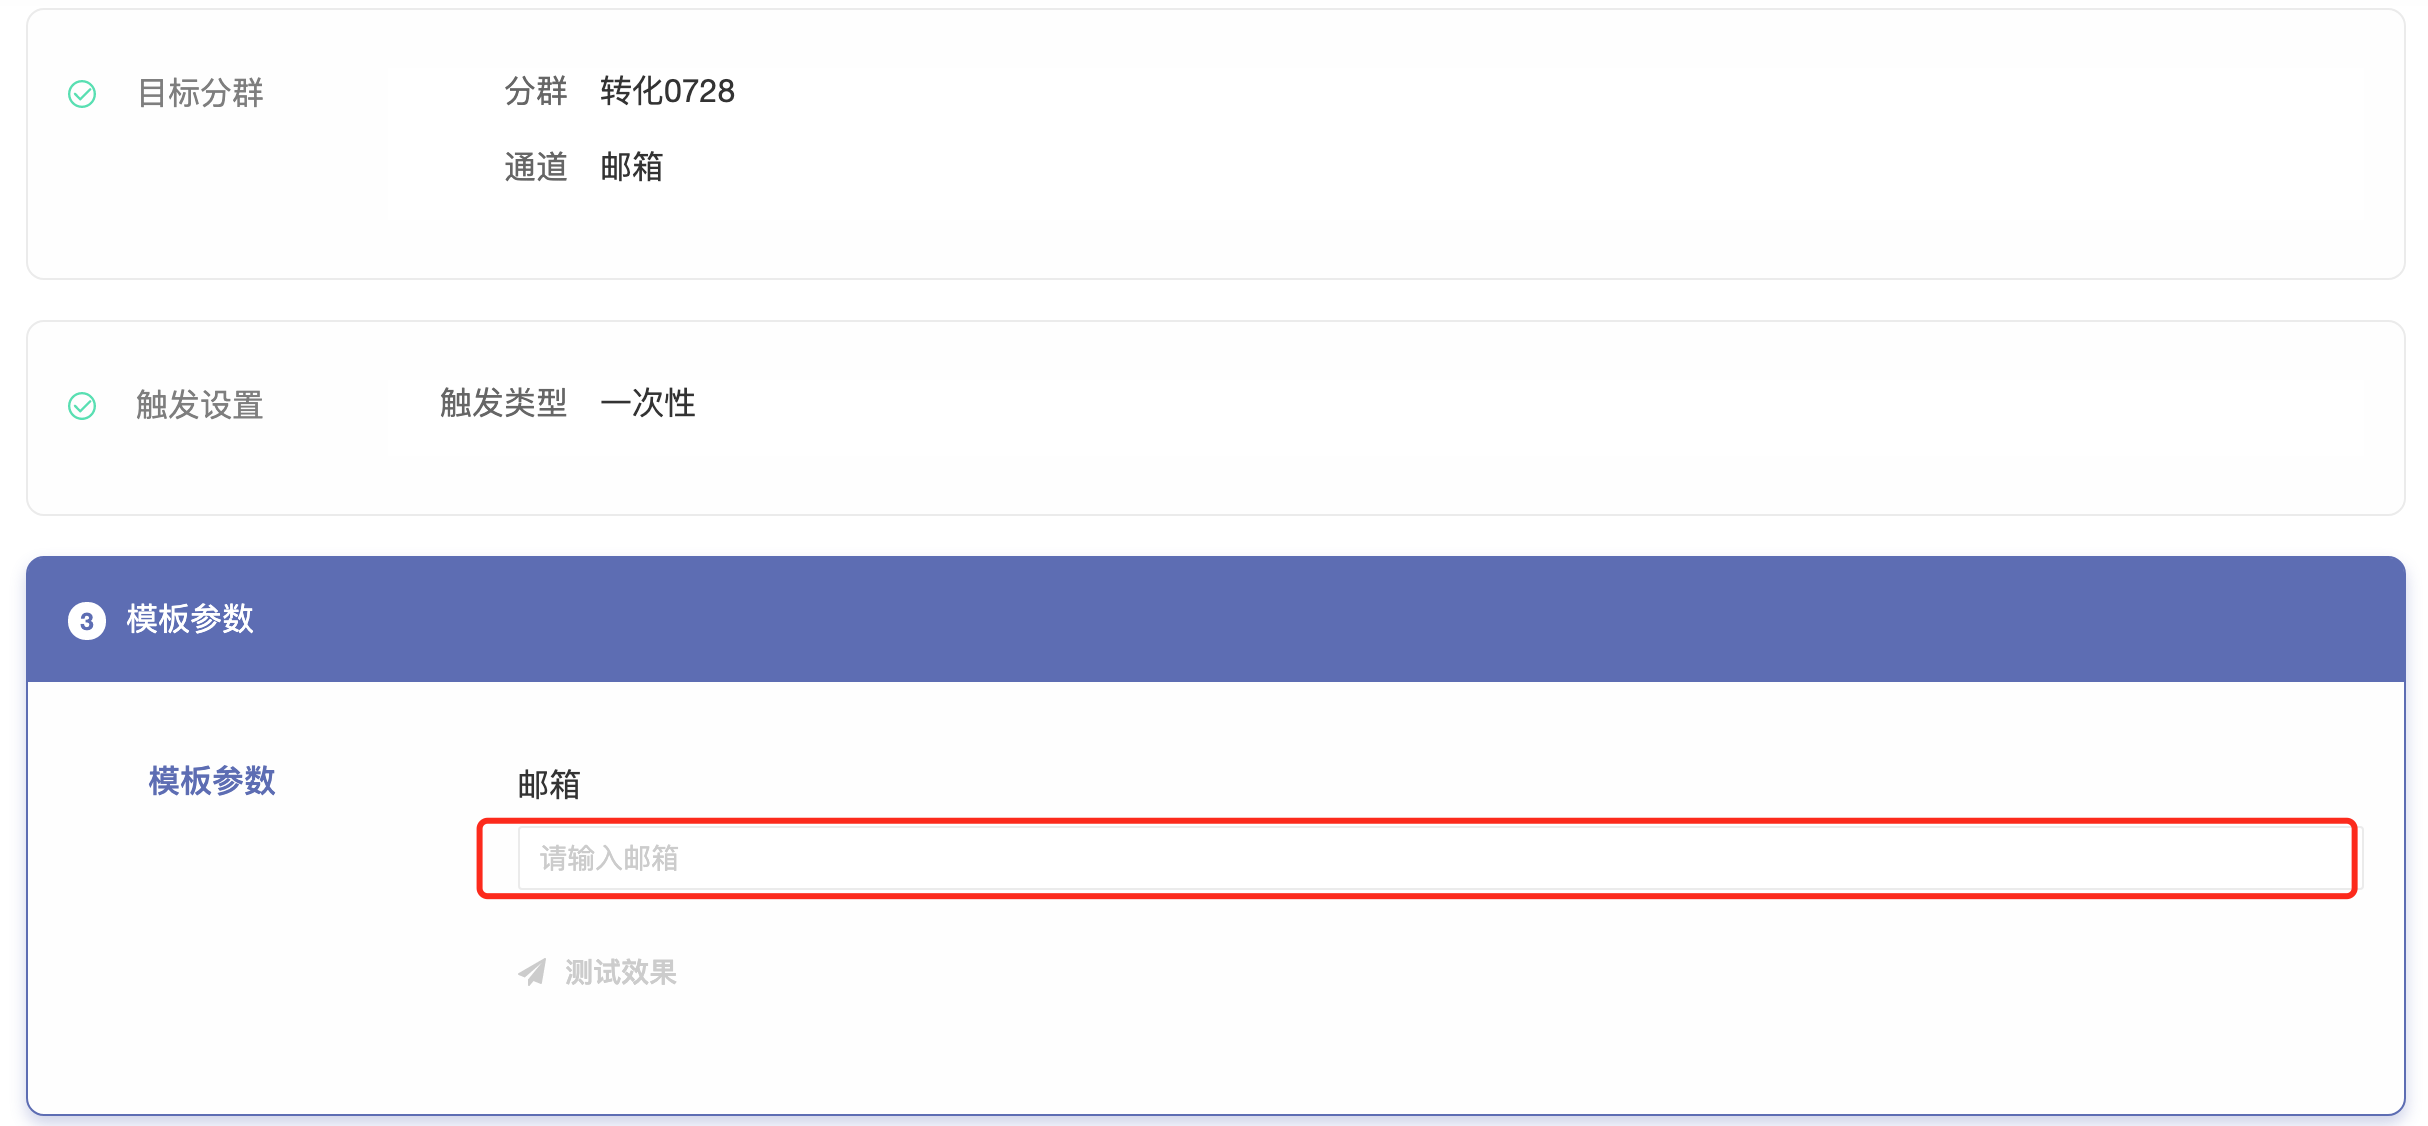 目标分群
分群 转化0728
通道 邮箱
触发设置
触发类型 一次性
3 模板参数
模板参数
邮箱
请输入邮箱
测试效果